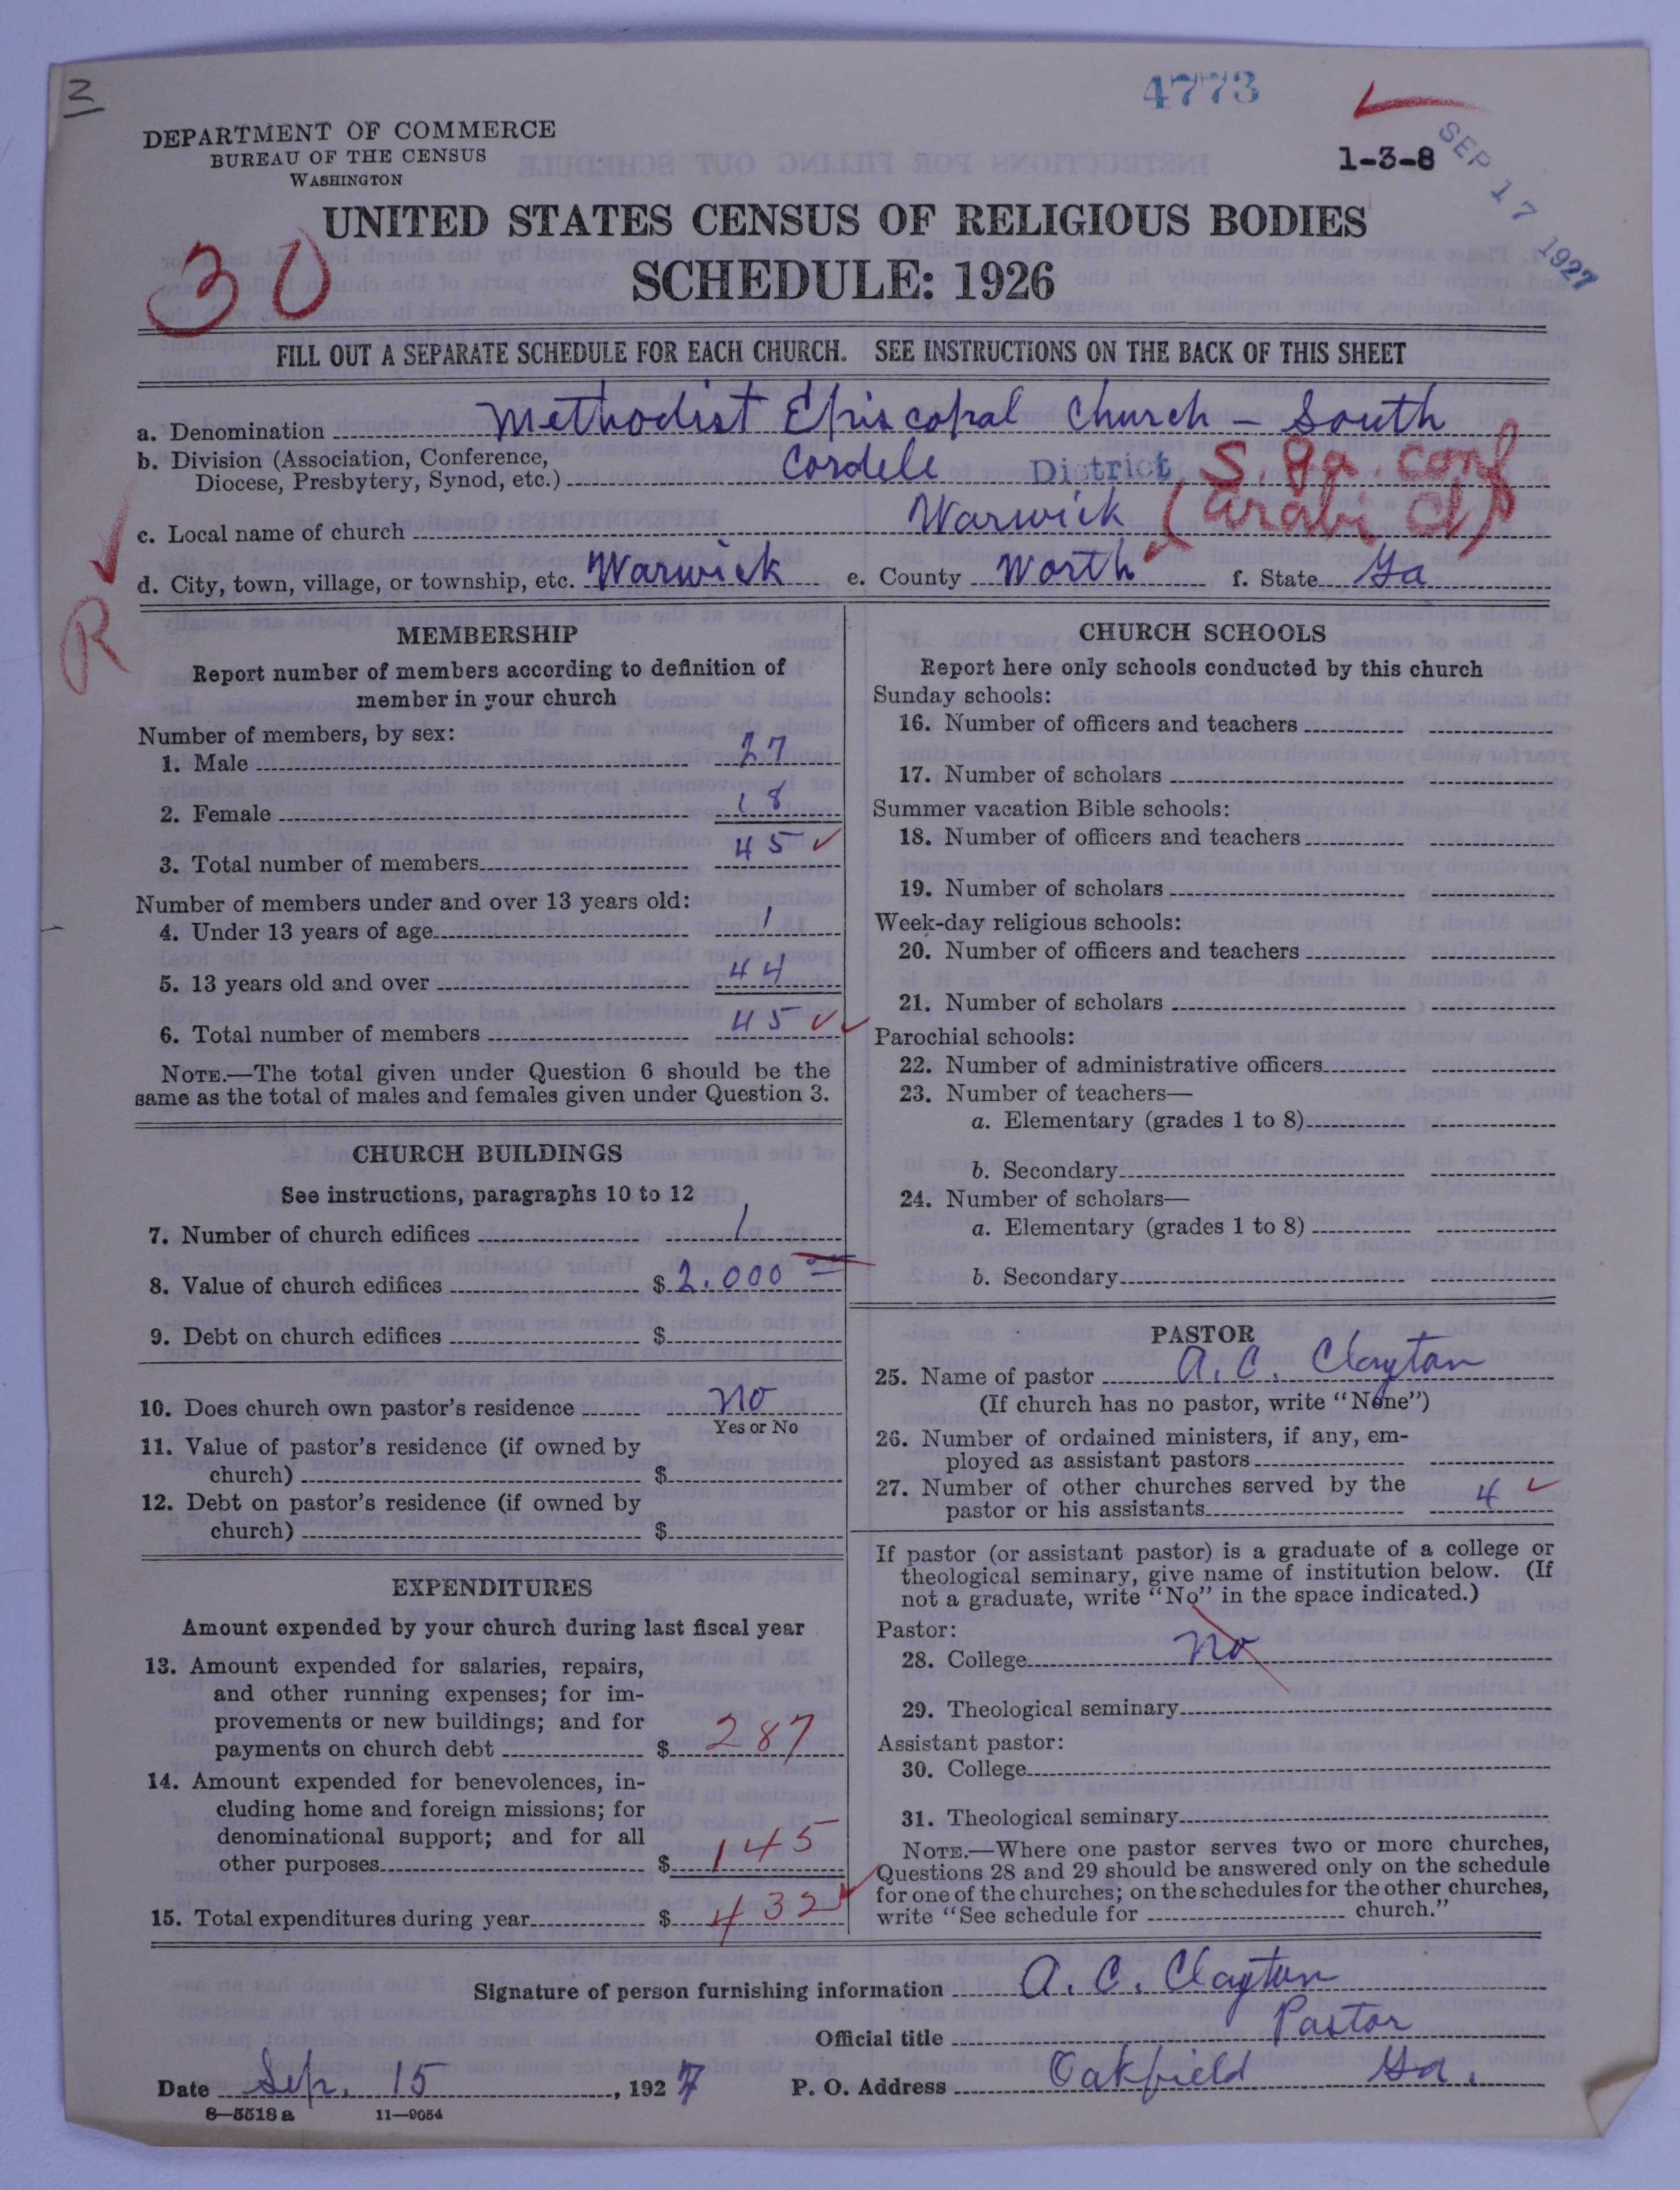 3
4773
DEPARTMENT OF COMMERCE
BUREAU OF THE CENSUS
WASHINGTON
1-3-8
SEP 17 1927
UNITED STATES CENSUS OF RELIGIOUS BODIES
SCHEDULE: 1926
30
FILL OUT A SEPARATE SCHEDULE FOR EACH CHURCH. SEE INSTRUCTIONS ON THE BACK OF THIS SHEET
a. Denomination Methodist Episcopal Church - South
b. Division (Association, Conference,
Diocese, Presbytery, Synod, etc.) Cordele District S. Ga. Conf
c. Local name of church Warwick (Arabi Ct)
d. City, town, village, or township, etc. Warwick e. County Worth f. State Ga
R
MEMBERSHIP
Report number of members according to definition of
member in your church
Number of members, by sex:
1. Male 27
2. Female 18
3. Total number of members 45
Number of members under and over 13 years old:
4. Under 13 years of age 1
5. 13 years old and over 44
6. Total number of members 45
NOTE.—The total given under Question 6 should be the
same as the total of males and females given under Question 3.
CHURCH BUILDINGS
See instructions, paragraphs 10 to 12
7. Number of church edifices 1
8. Value of church edifices $ 2.000
9. Debt on church edifices $
10. Does church own pastor's residence No
Yes or No
11. Value of pastor's residence (if owned by
church) $
12. Debt on pastor's residence (if owned by
church) $
EXPENDITURES
Amount expended by your church during last fiscal year
13. Amount expended for salaries, repairs,
and other running expenses; for im-
provements or new buildings; and for
payments on church debt $ 287
14. Amount expended for benevolences, in-
cluding home and foreign missions; for
denominational support; and for all
other purposes $ 145
15. Total expenditures during year $ 432
CHURCH SCHOOLS
Report here only schools conducted by this church
Sunday schools:
16. Number of officers and teachers
17. Number of scholars
Summer vacation Bible schools:
18. Number of officers and teachers
19. Number of scholars
Week-day religious schools:
20. Number of officers and teachers
21. Number of scholars
Parochial schools:
22. Number of administrative officers
23. Number of teachers—
a. Elementary (grades 1 to 8)
b. Secondary
24. Number of scholars—
a. Elementary (grades 1 to 8)
b. Secondary
PASTOR
25. Name of pastor A. C. Clayton
(If church has no pastor, write "None")
26. Number of ordained ministers, if any, em-
ployed as assistant pastors
27. Number of other churches served by the
pastor or his assistants 4
If pastor (or assistant pastor) is a graduate of a college or
theological seminary, give name of institution below. (If
not a graduate, write "No" in the space indicated.)
Pastor:
28. College No
29. Theological seminary
Assistant pastor:
30. College
31. Theological seminary
NOTE.—Where one pastor serves two or more churches,
Questions 28 and 29 should be answered only on the schedule
for one of the churches; on the schedules for the other churches,
write "See schedule for church."
Signature of person furnishing information A. C. Clayton
Official title Pastor
Date Sep. 15, 1927 P. O. Address Oakfield Ga.
8—5518 a 11—9054